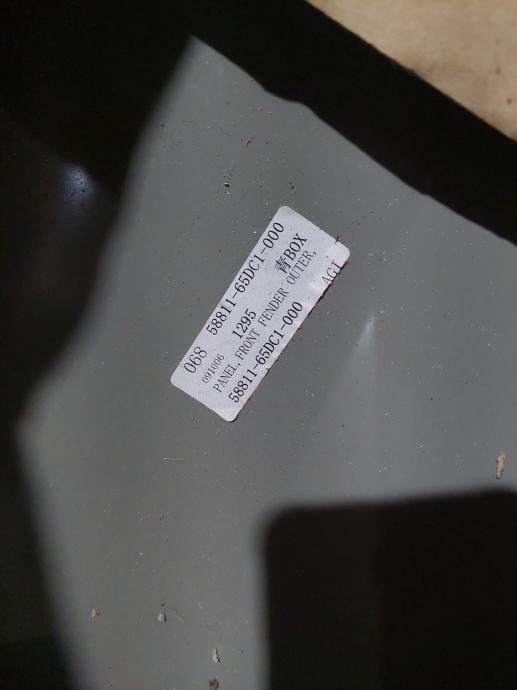 068 58811-65DC1-000
091006 1295 青BOX
PANEL,FRONT FENDER OUTER,
58811-65DC1-000 AGI